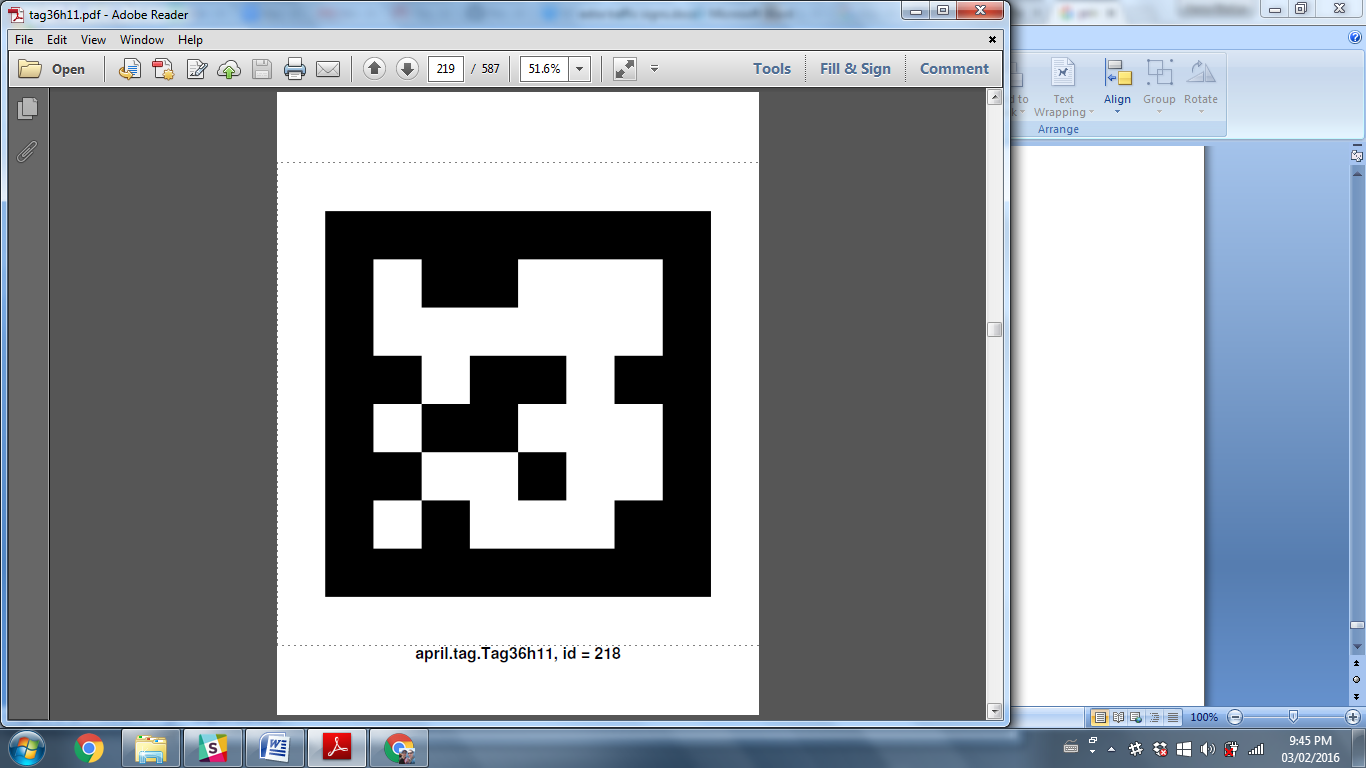 tag36h11.pdf - Adobe Reader
File Edit View Window Help
Open 219 / 587 51.6% Tools Fill & Sign Comment
Text Wrapping Align Group Rotate
Arrange
april.tag.Tag36h11, id = 218
100%
9:45 PM
03/02/2016